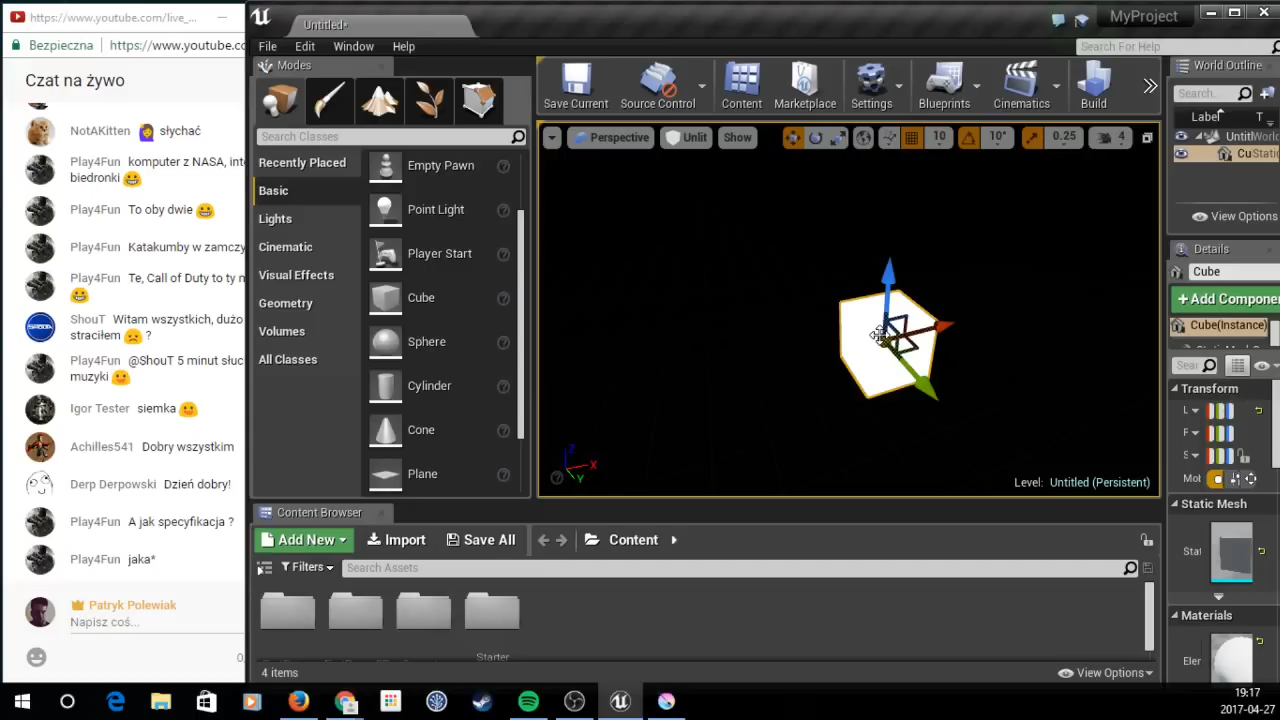 https://www.youtube.com/live_...
Bezpieczna
https://www.youtube.co
Czat na żywo
NotAKitten słychać
Play4Fun komputer z NASA, inte
biedronki
Play4Fun To oby dwie
Play4Fun Katakumby w zamczy
Play4Fun Te, Call of Duty to ty m
ShouT Witam wszystkich, dużo
straciłem ?
Play4Fun @ShouT 5 minut słuc
muzyki
Igor Tester siemka
Achilles541 Dobry wszystkim
Derp Derpowski Dzień dobry!
Play4Fun A jak specyfikacja ?
Play4Fun jaka*
Patryk Polewiak
Napisz coś...
0,
Untitled*
MyProject
File Edit Window Help
Search For Help
Modes
Search Classes
Recently Placed
Basic
Lights
Cinematic
Visual Effects
Geometry
Volumes
All Classes
Empty Pawn
Point Light
Player Start
Cube
Sphere
Cylinder
Cone
Plane
Save Current
Source Control
Content
Marketplace
Settings
Blueprints
Cinematics
Build
Perspective
Unlit
Show
10
10°
0.25
4
Z
X
Y
Level: Untitled (Persistent)
World Outline
Search...
Label
T
UntitlWorl
CuStati
View Options
Details
Cube
Add Compone
Cube(Instance)
Sear
Transform
L
F
S
Mol
Static Mesh
Stat
Materials
Eler
Content Browser
Add New
Import
Save All
Content
Filters
Search Assets
Starter
4 items
View Options
19:17
2017-04-27